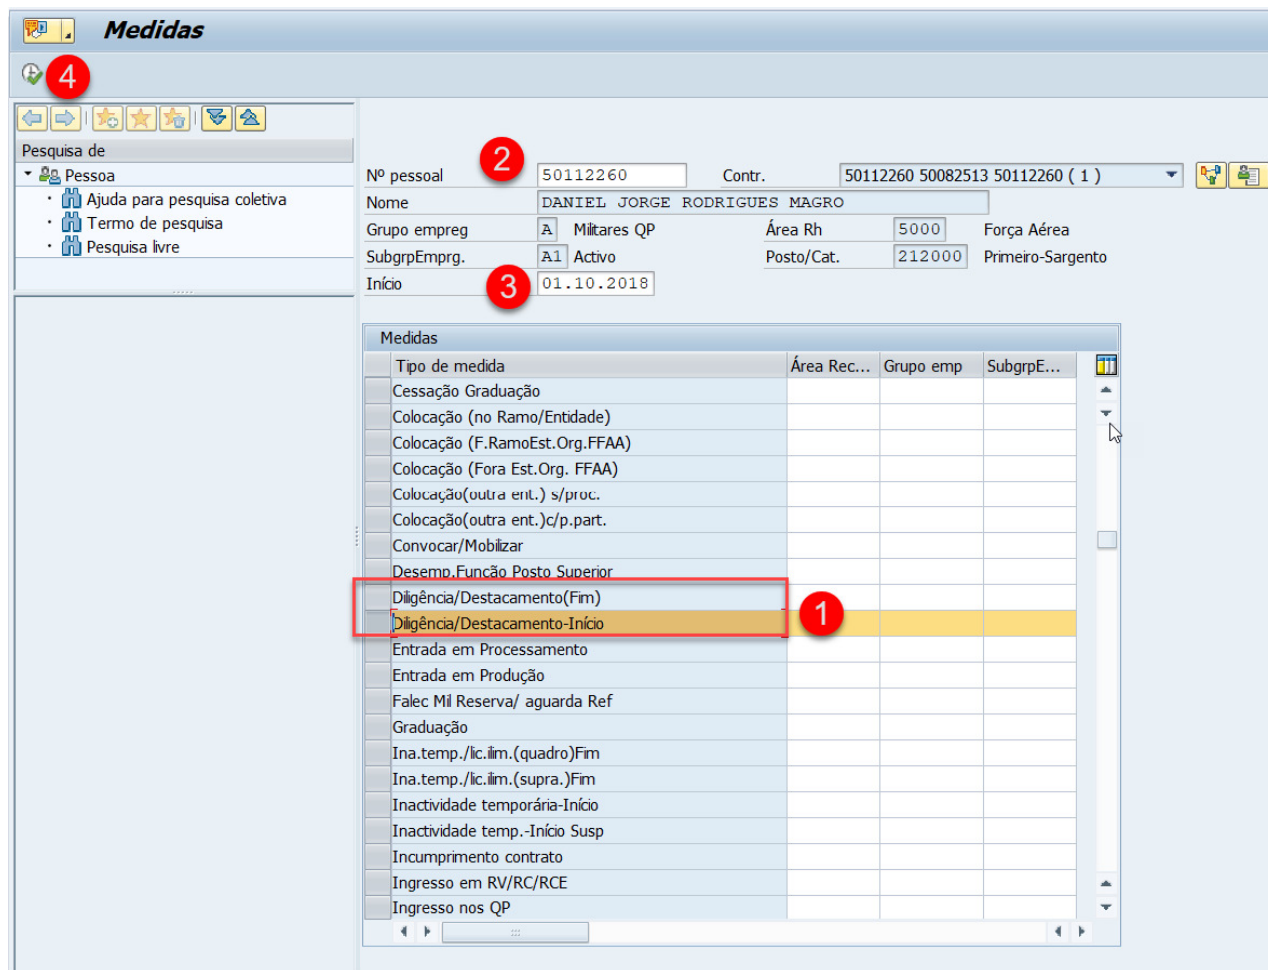 Medidas
4
Pesquisa de
Pessoa
Ajuda para pesquisa coletiva
Termo de pesquisa
Pesquisa livre
Nº pessoal 2 50112260 Contr. 50112260 50082513 50112260 ( 1 )
Nome DANIEL JORGE RODRIGUES MAGRO
Grupo empreg A Militares QP Área Rh 5000 Força Aérea
SubgrpEmprg. A1 Activo Posto/Cat. 212000 Primeiro-Sargento
Início 3 01.10.2018
Medidas
Tipo de medida Área Rec... Grupo emp SubgrpE...
Cessação Graduação
Colocação (no Ramo/Entidade)
Colocação (F.RamoEst.Org.FFAA)
Colocação (Fora Est.Org. FFAA)
Colocação(outra ent.) s/proc.
Colocação(outra ent.)c/p.part.
Convocar/Mobilizar
Desemp.Função Posto Superior
Diligência/Destacamento(Fim)
Diligência/Destacamento-Início 1
Entrada em Processamento
Entrada em Produção
Falec Mil Reserva/ aguarda Ref
Graduação
Ina.temp./lic.ilim.(quadro)Fim
Ina.temp./lic.ilim.(supra.)Fim
Inactividade temporária-Início
Inactividade temp.-Início Susp
Incumprimento contrato
Ingresso em RV/RC/RCE
Ingresso nos QP